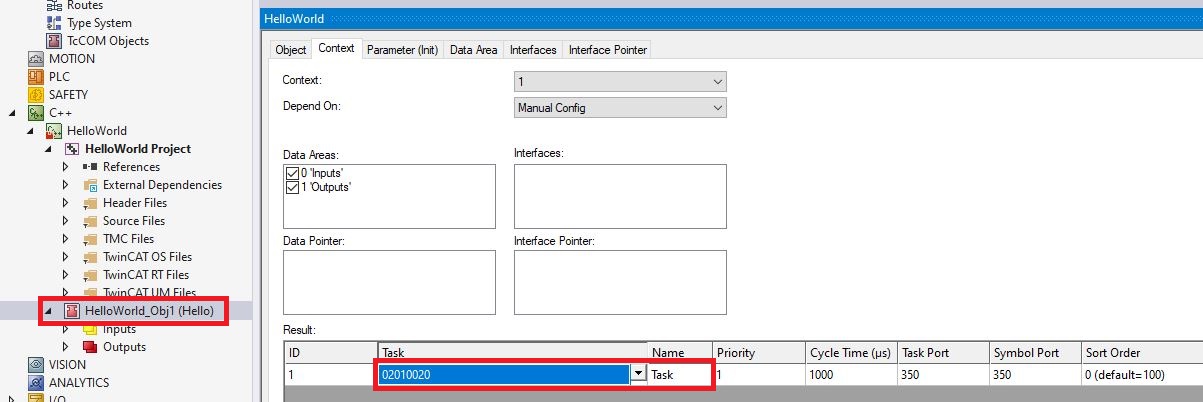 Routes
Type System
TcCOM Objects
MOTION
PLC
SAFETY
C++
HelloWorld
HelloWorld Project
References
External Dependencies
Header Files
Source Files
TMC Files
TwinCAT OS Files
TwinCAT RT Files
TwinCAT UM Files
HelloWorld_Obj1 (Hello)
Inputs
Outputs
VISION
ANALYTICS
I/O
HelloWorld
Object Context Parameter (Init) Data Area Interfaces Interface Pointer
Context: 1
Depend On: Manual Config
Data Areas: Interfaces:
0 'Inputs'
1 'Outputs'
Data Pointer: Interface Pointer:
Result:
ID Task Name Priority Cycle Time (µs) Task Port Symbol Port Sort Order
1 02010020 Task 1 1000 350 350 0 (default=100)